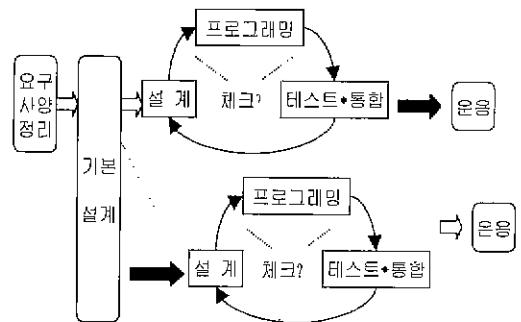 프로그래밍
요구
사양
정리
설 계
체크?
테스트•통합
운용
기본
설계
프로그래밍
운용
설 계
체크?
테스트•통합